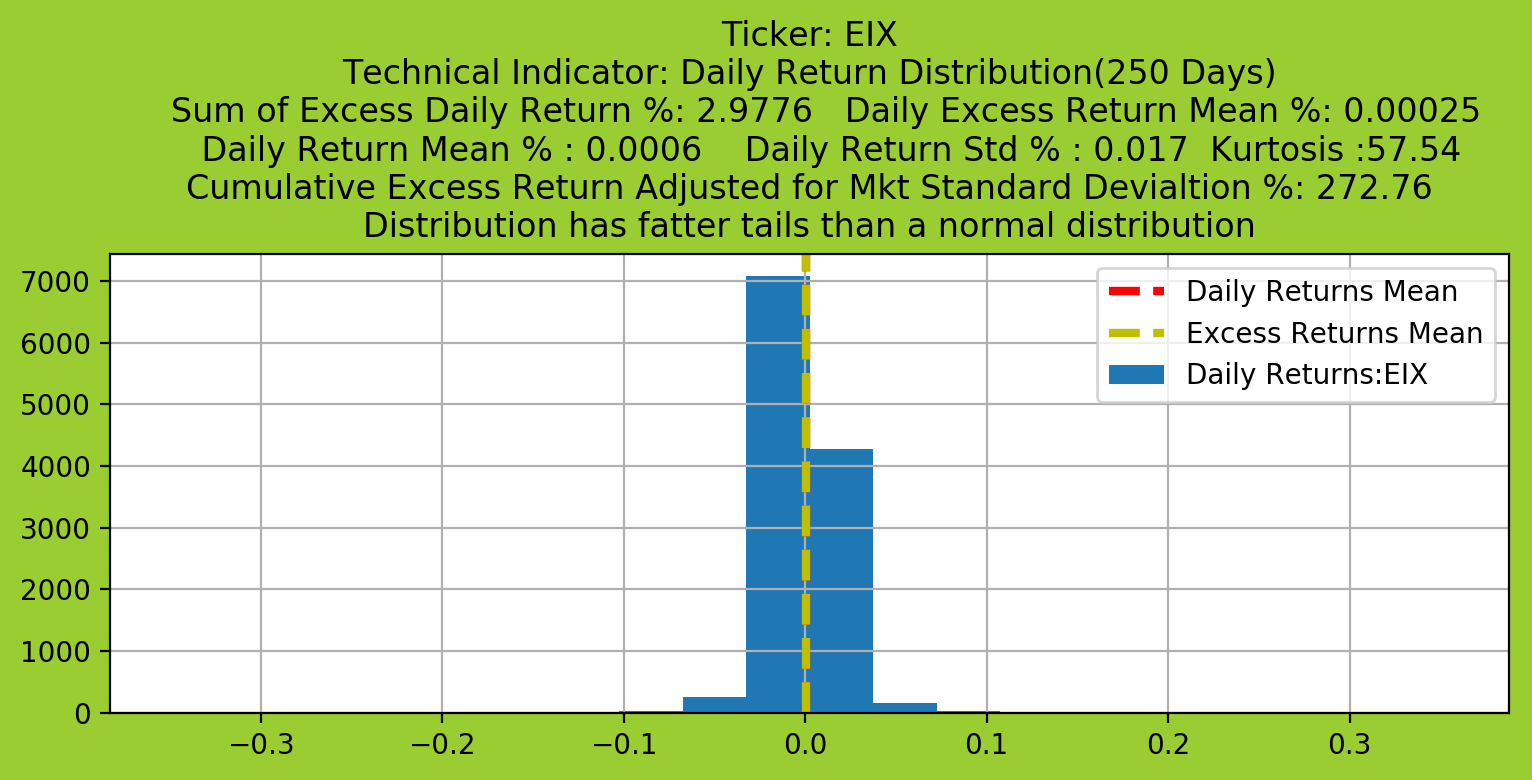 Ticker: EIX
Technical Indicator: Daily Return Distribution(250 Days)
Sum of Excess Daily Return %: 2.9776   Daily Excess Return Mean %: 0.00025
Daily Return Mean % : 0.0006    Daily Return Std % : 0.017  Kurtosis :57.54
Cumulative Excess Return Adjusted for Mkt Standard Devialtion %: 272.76
Distribution has fatter tails than a normal distribution
7000
6000
5000
4000
3000
2000
1000
0
Daily Returns Mean
Excess Returns Mean
Daily Returns:EIX
−0.3 −0.2 −0.1 0.0 0.1 0.2 0.3